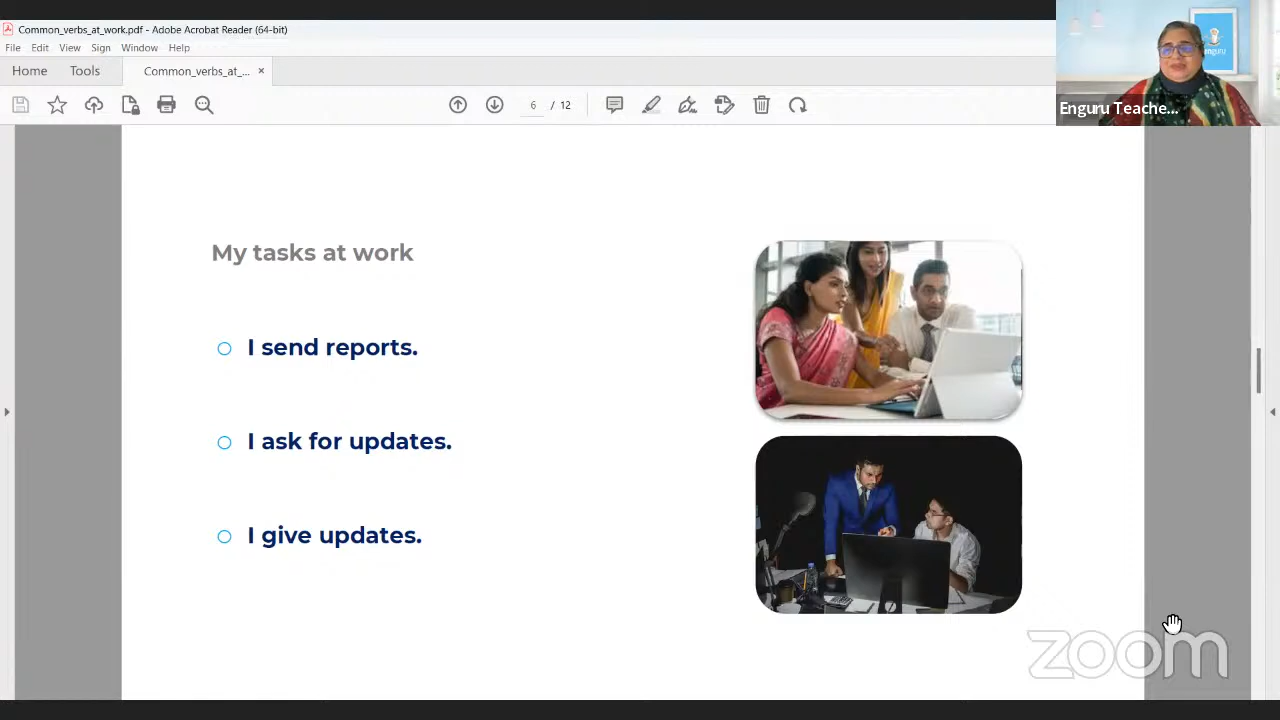 Common_verbs_at_work.pdf - Adobe Acrobat Reader (64-bit)
File Edit View Sign Window Help
Home Tools Common_verbs_at_... ×
6 / 12
enguru
Enguru Teache...
My tasks at work
I send reports.
I ask for updates.
I give updates.
zoom